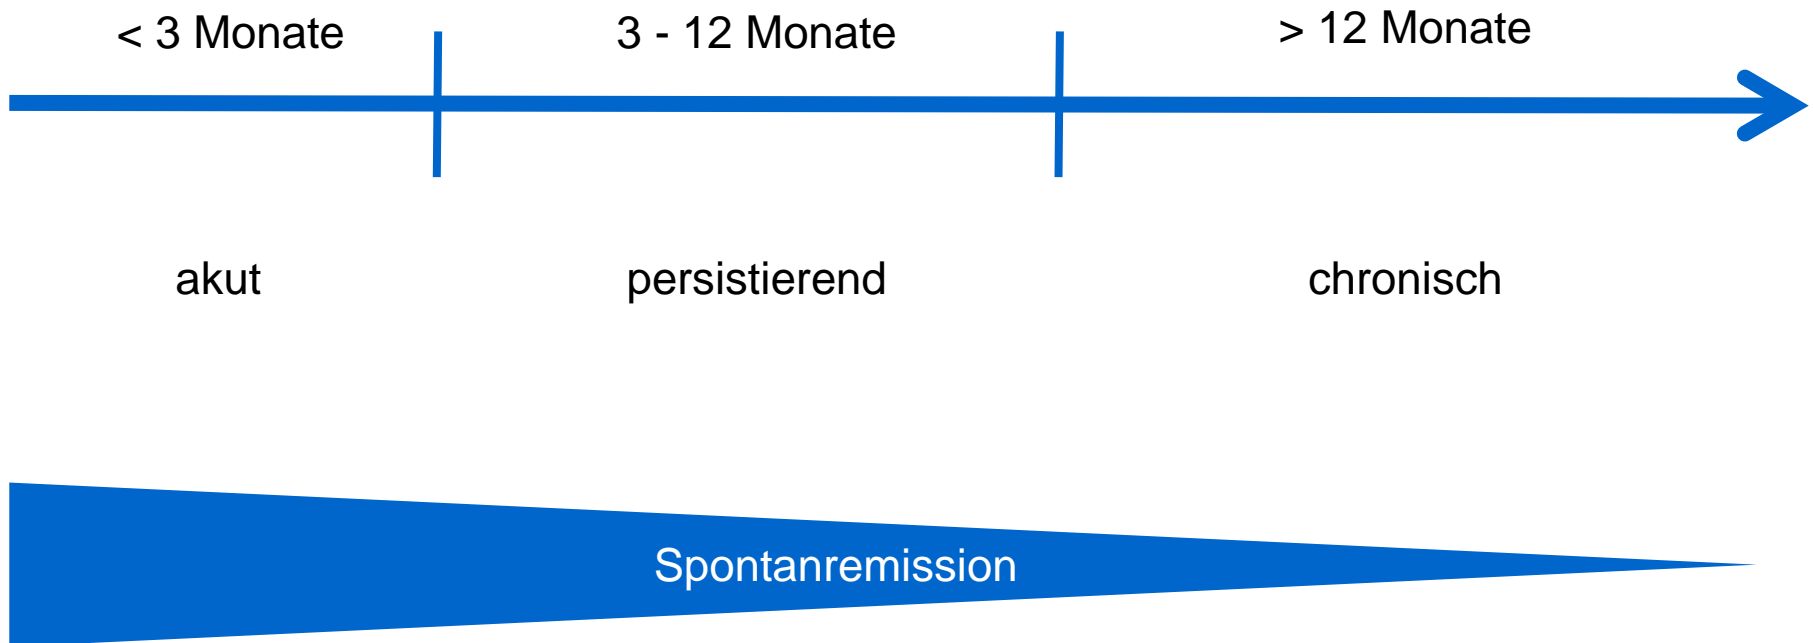 < 3 Monate
3 - 12 Monate
> 12 Monate
akut
persistierend
chronisch
Spontanremission